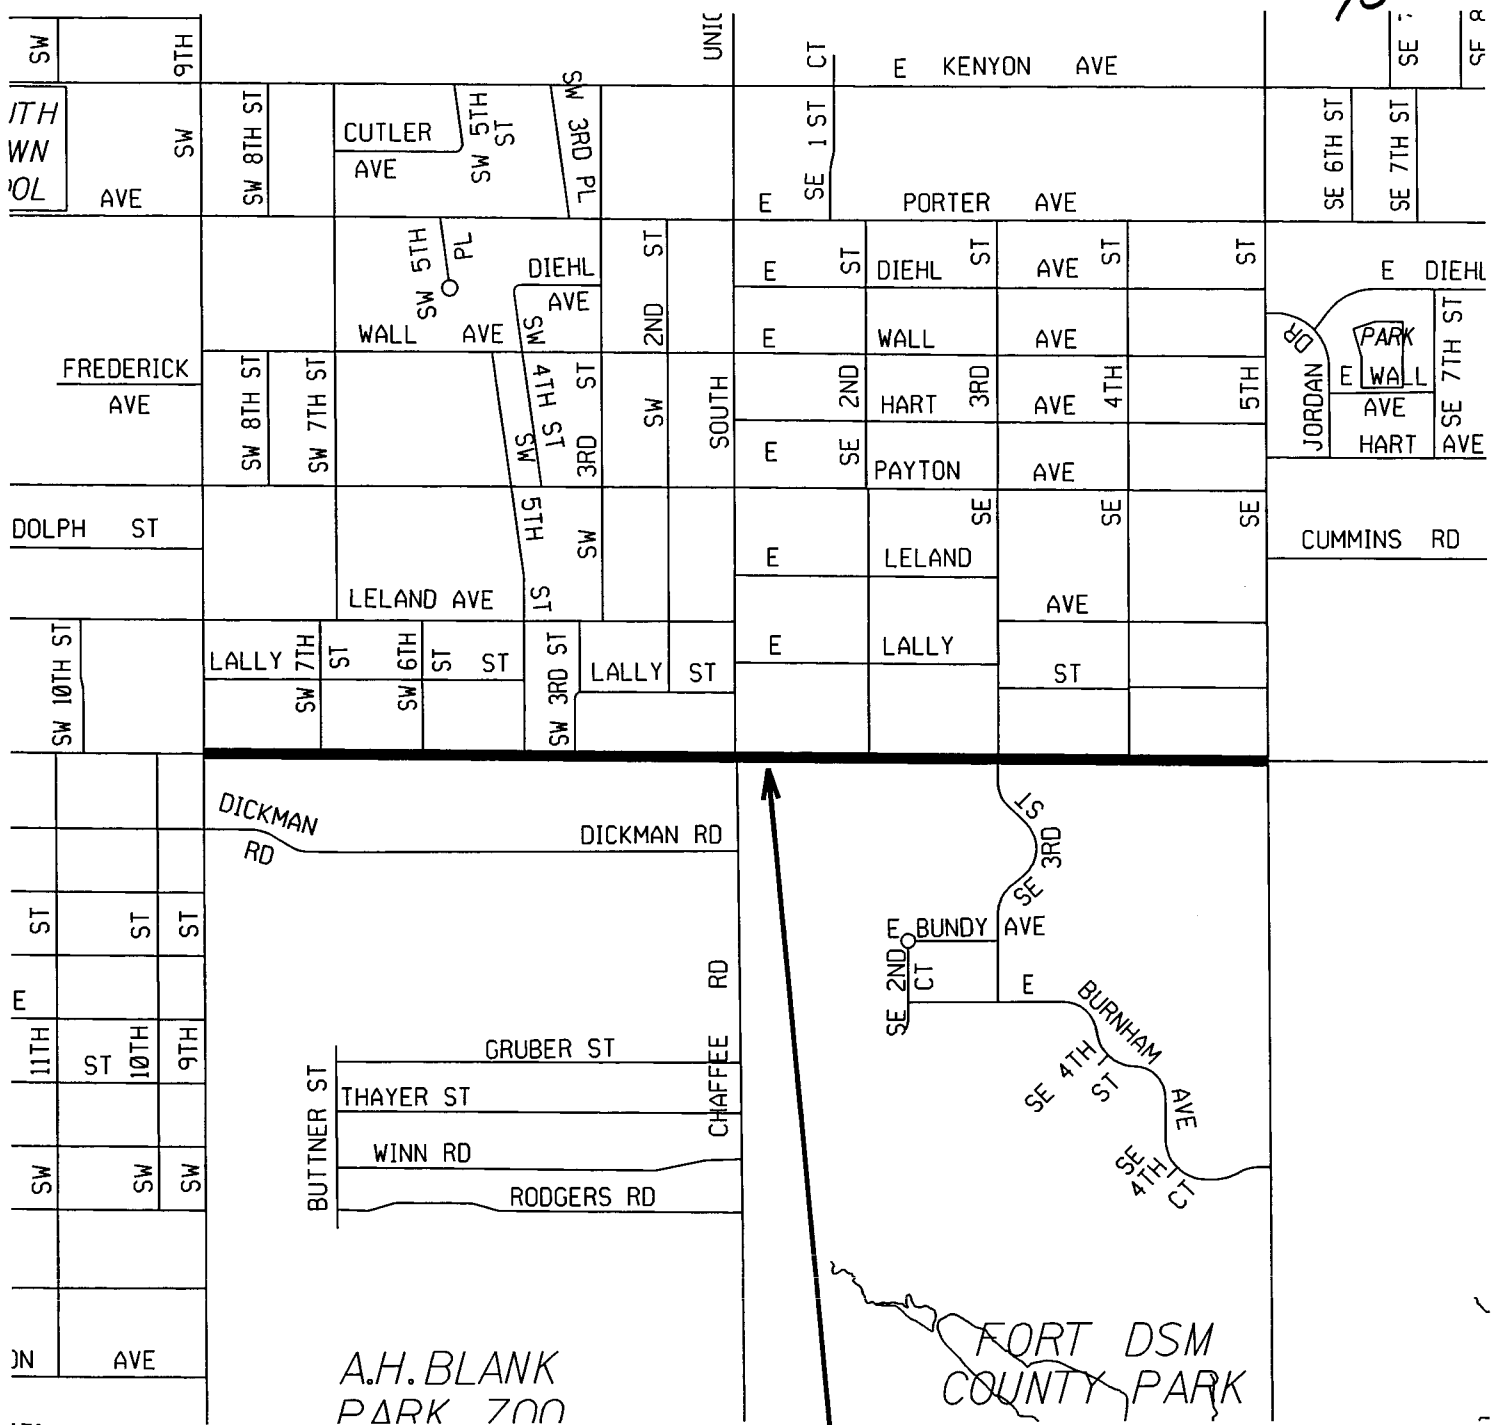 SW
9TH
CT
E KENYON AVE
SE
SE
SW 8TH ST
CUTLER
AVE
SW 5TH
ST
SW 3RD PL
SE 1 ST
SE 6TH ST
SE 7TH ST
SW
AVE
E PORTER AVE
SW 5TH
PL
DIEHL
AVE
SW 2ND ST
E DIEHL AVE
E DIEHL
WALL AVE
E WALL AVE
JORDAN DR
PARK
E WALL
AVE
SE 7TH ST
FREDERICK
AVE
SW 8TH ST
SW 7TH ST
SW 4TH ST
SW 3RD ST
SOUTH
SE 2ND ST
SE 3RD ST
SE 4TH ST
SE 5TH ST
E HART AVE
HART AVE
E PAYTON AVE
SW 5TH ST
DOLPH ST
CUMMINS RD
LELAND AVE
E LELAND
AVE
SW 10TH ST
LALLY ST
SW 7TH ST
SW 6TH ST
SW 3RD ST
LALLY ST
E LALLY
ST
DICKMAN
RD
DICKMAN RD
SE 3RD ST
E BUNDY AVE
SE 2ND
CT
E BURNHAM AVE
SW 11TH ST
SW 10TH ST
SW 9TH ST
E
ST
CHAFFEE RD
GRUBER ST
THAYER ST
BUTTNER ST
WINN RD
RODGERS RD
SE 4TH
ST
SE
4TH
CT
AVE
A.H. BLANK
PARK ZOO
FORT DSM
COUNTY PARK